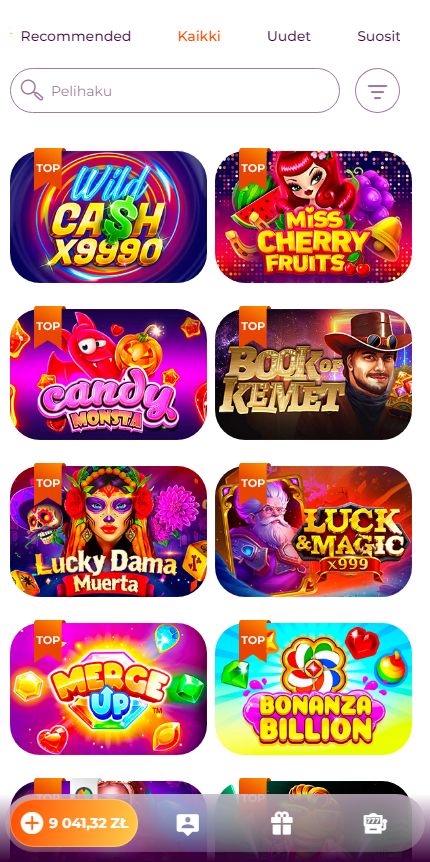 Recommended Kaikki Uudet Suosit
Pelihaku
TOP TOP
Wild
CA$H
X9990
MISS
CHERRY
FRUITS
TOP TOP
candy
MONSTA
BOOK OF
KEMET
TOP TOP
Lucky Dama
Muerta
LUCK
&MAGIC
x999
TOP TOP
MERGE
UP™
BONANZA
BILLION
TOP TOP
9 041,32 ZŁ
777